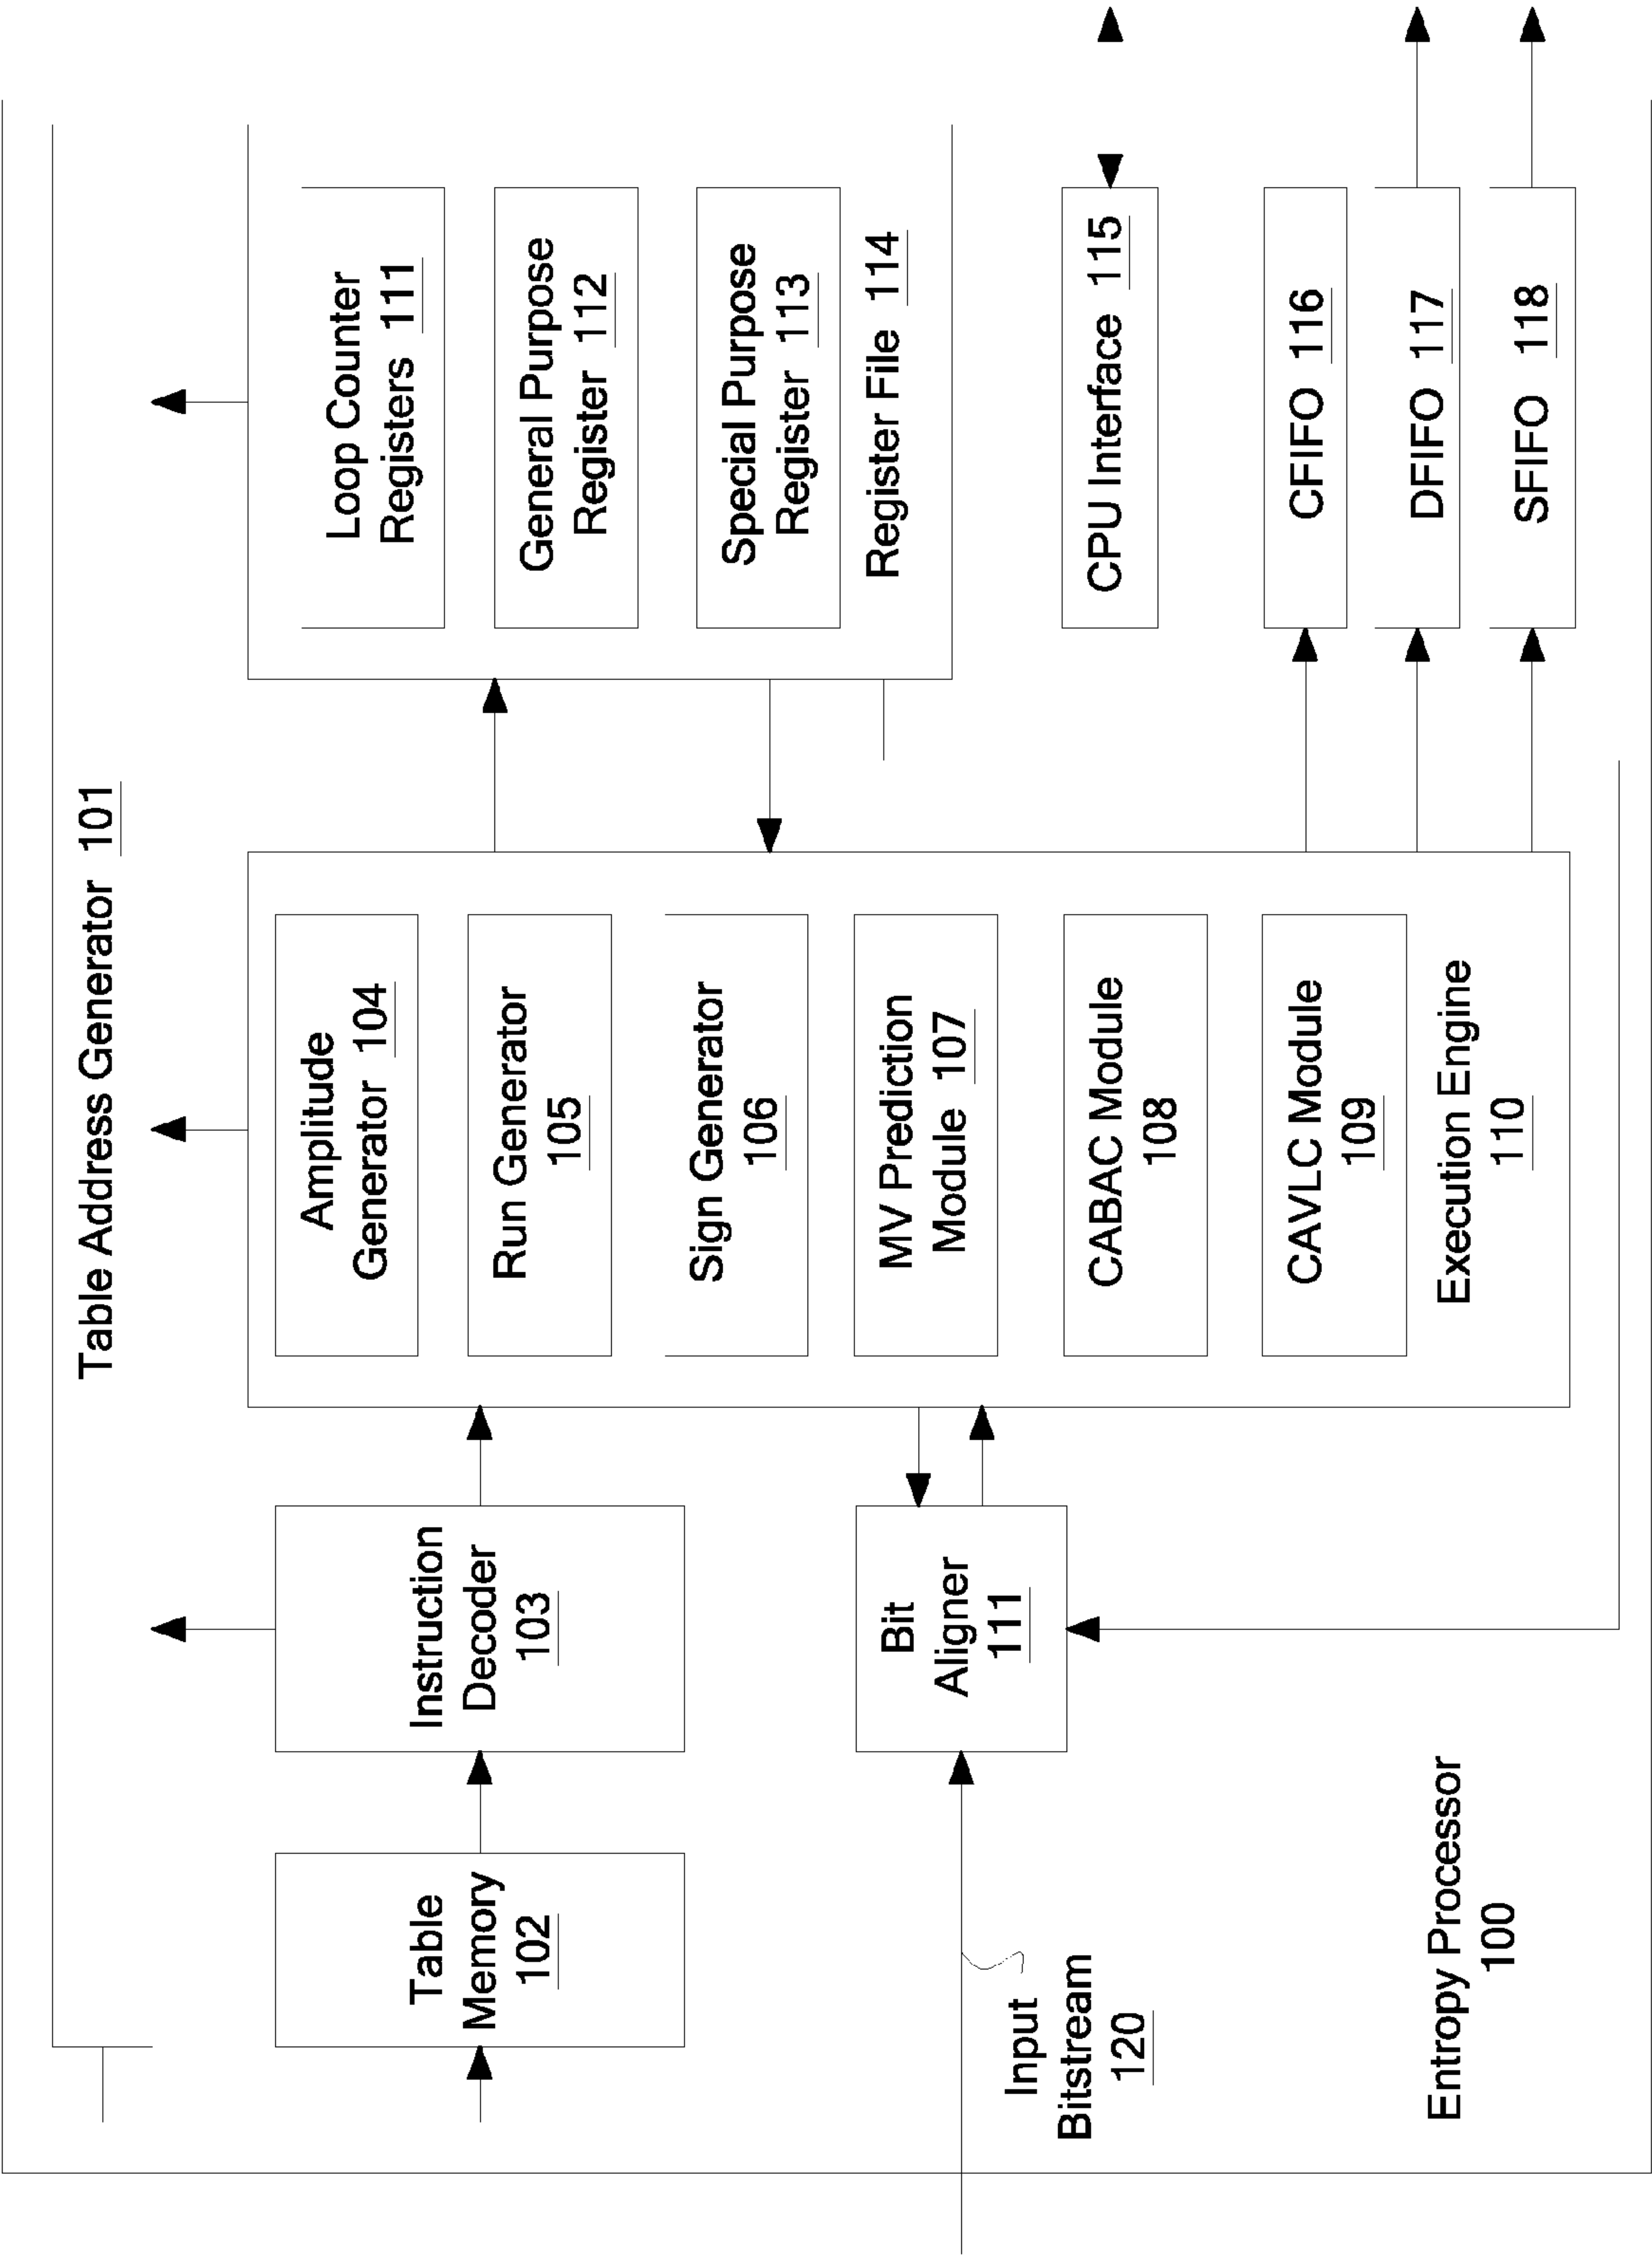 Table Address Generator 101
Table
Memory
102
Instruction
Decoder
103
Amplitude
Generator 104
Run Generator
105
Sign Generator
106
MV Prediction
Module 107
CABAC Module
108
CAVLC Module
109
Execution Engine
110
Loop Counter
Registers 111
General Purpose
Register 112
Special Purpose
Register 113
Register File 114
Bit
Aligner
111
CPU Interface 115
CFIFO 116
DFIFO 117
SFIFO 118
Input
Bitstream
120
Entropy Processor
100